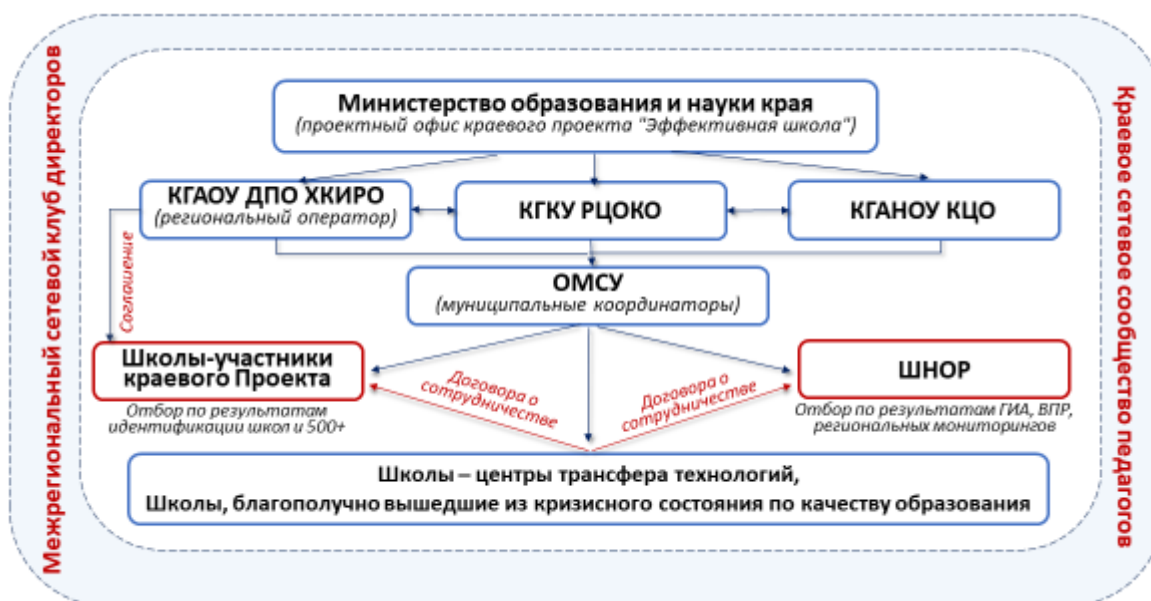 Межрегиональный сетевой клуб директоров
Министерство образования и науки края
(проектный офис краевого проекта "Эффективная школа")
КГАОУ ДПО ХКИРО
(региональный оператор)
КГКУ РЦОКО
КГАНОУ КЦО
Соглашение
ОМСУ
(муниципальные координаторы)
Школы-участники
краевого Проекта
Отбор по результатам
идентификации школ и 500+
Договора о
сотрудничестве
Договора о
сотрудничестве
ШНОР
Отбор по результатам ГИА, ВПР,
региональных мониторингов
Школы – центры трансфера технологий,
Школы, благополучно вышедшие из кризисного состояния по качеству образования
Краевое сетевое сообщество педагогов